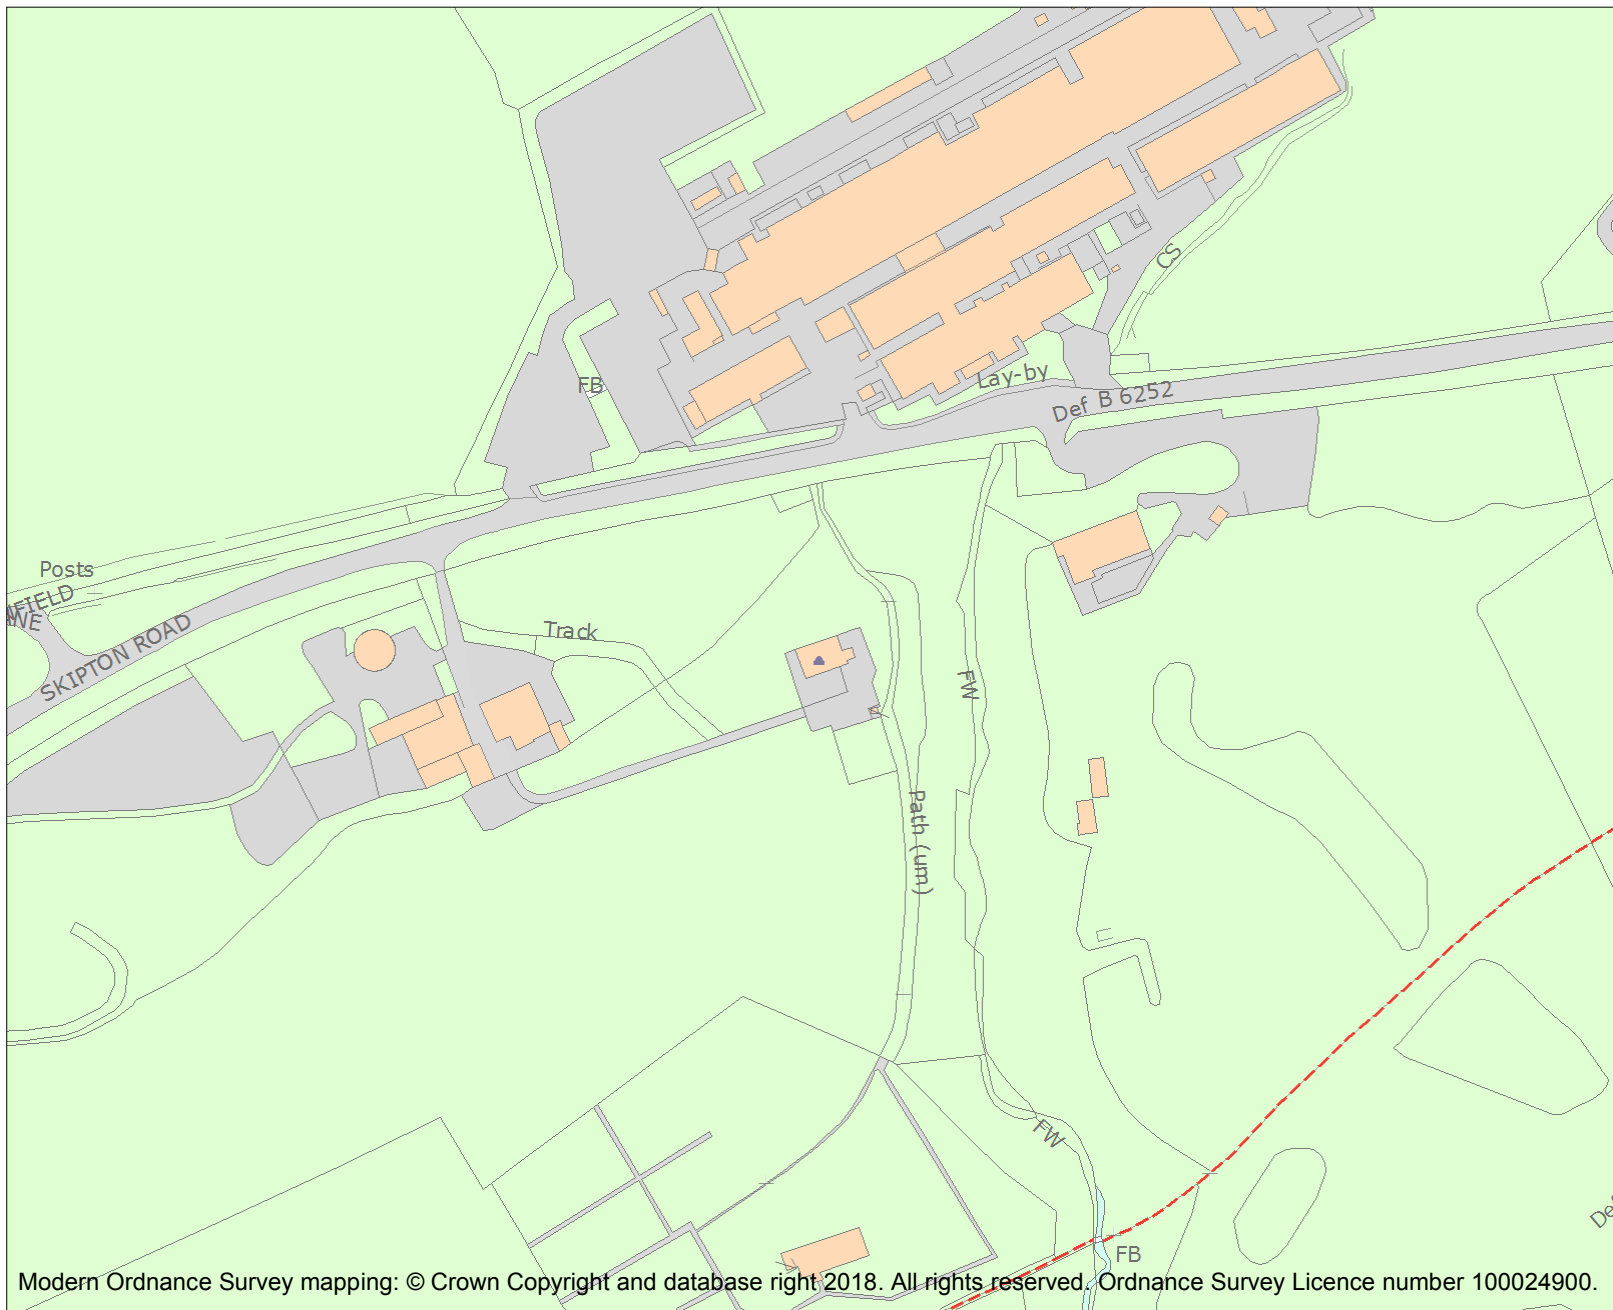 CS
Lay-by
FB
Def B 6252
Posts
SKIPTON ROAD
Track
FW
Path (um)
FW
FB
Modern Ordnance Survey mapping: © Crown Copyright and database right 2018. All rights reserved. Ordnance Survey Licence number 100024900.